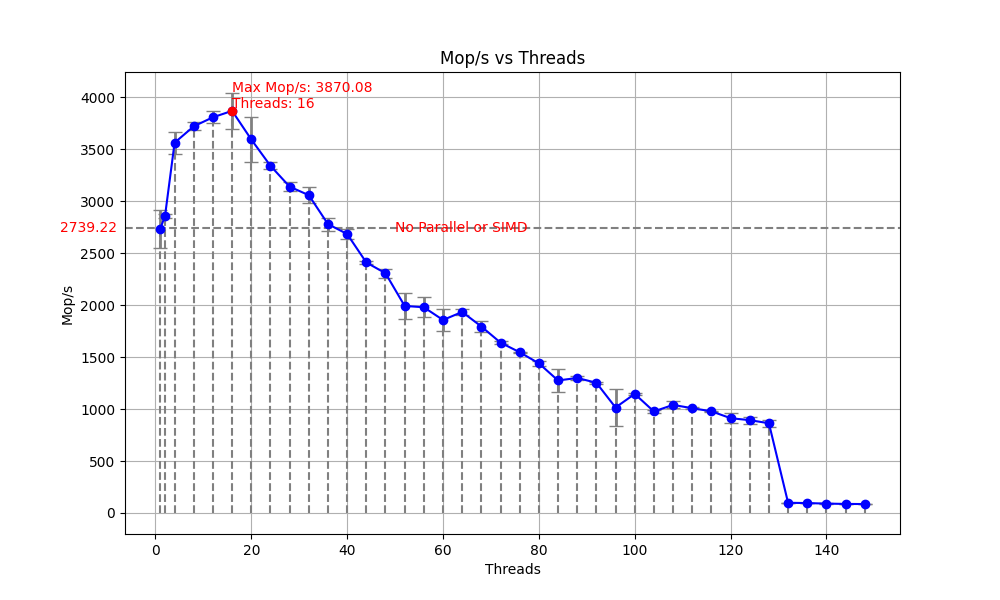 Mop/s vs Threads
Max Mop/s: 3870.08
Threads: 16
4000
3500
3000
2739.22
No Parallel or SIMD
2500
2000
1500
1000
500
0
Mop/s
0 20 40 60 80 100 120 140
Threads